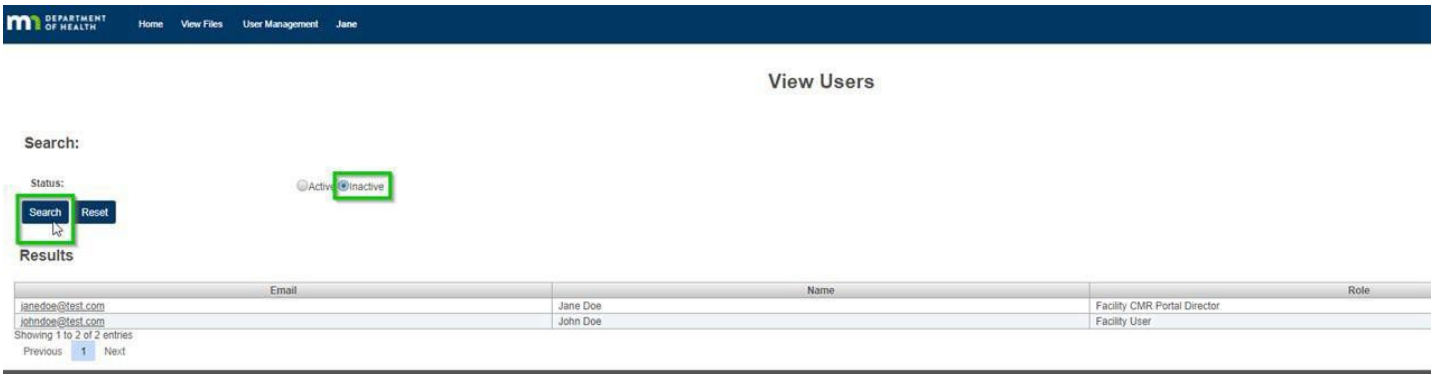 mn DEPARTMENT OF HEALTH Home View Files User Management Jane
View Users
Search:
Status: Active Inactive
Search Reset
Results
Email Name Role
janedoe@test.com Jane Doe Facility CMR Portal Director
johndoe@test.com John Doe Facility User
Showing 1 to 2 of 2 entries
Previous 1 Next